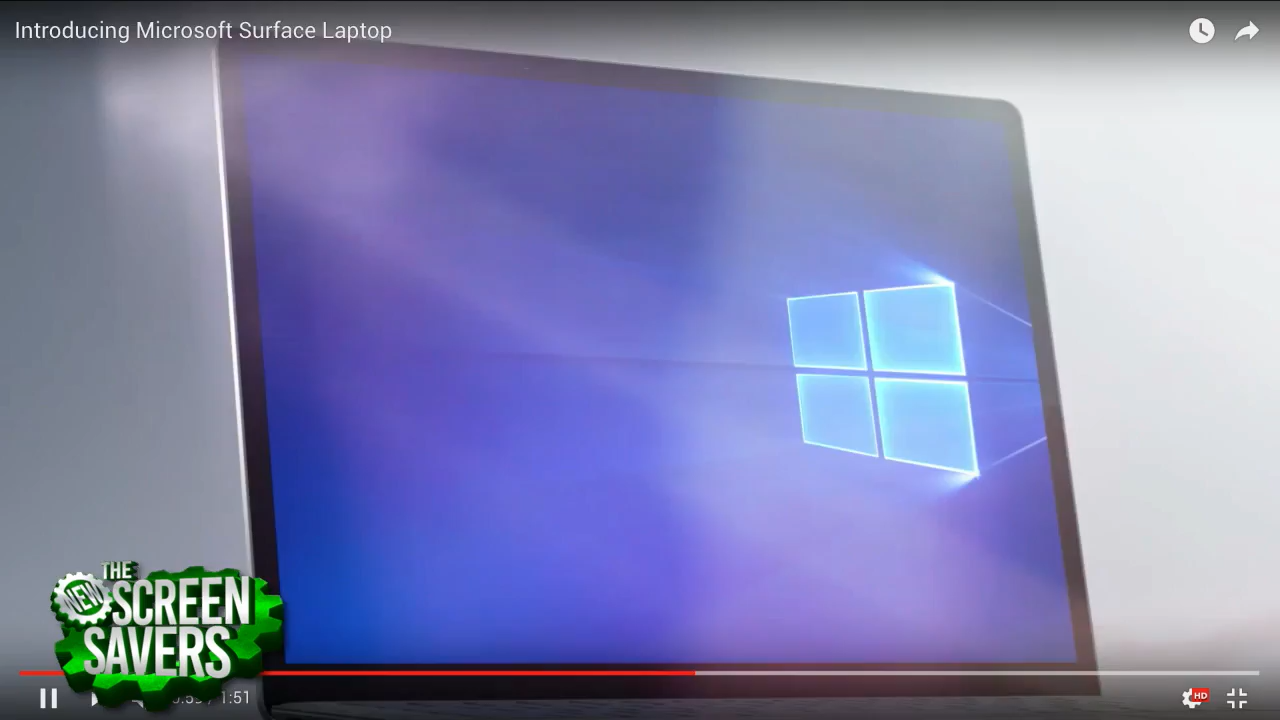 Introducing Microsoft Surface Laptop
THE
NEW
SCREEN
SAVERS
1:51
HD